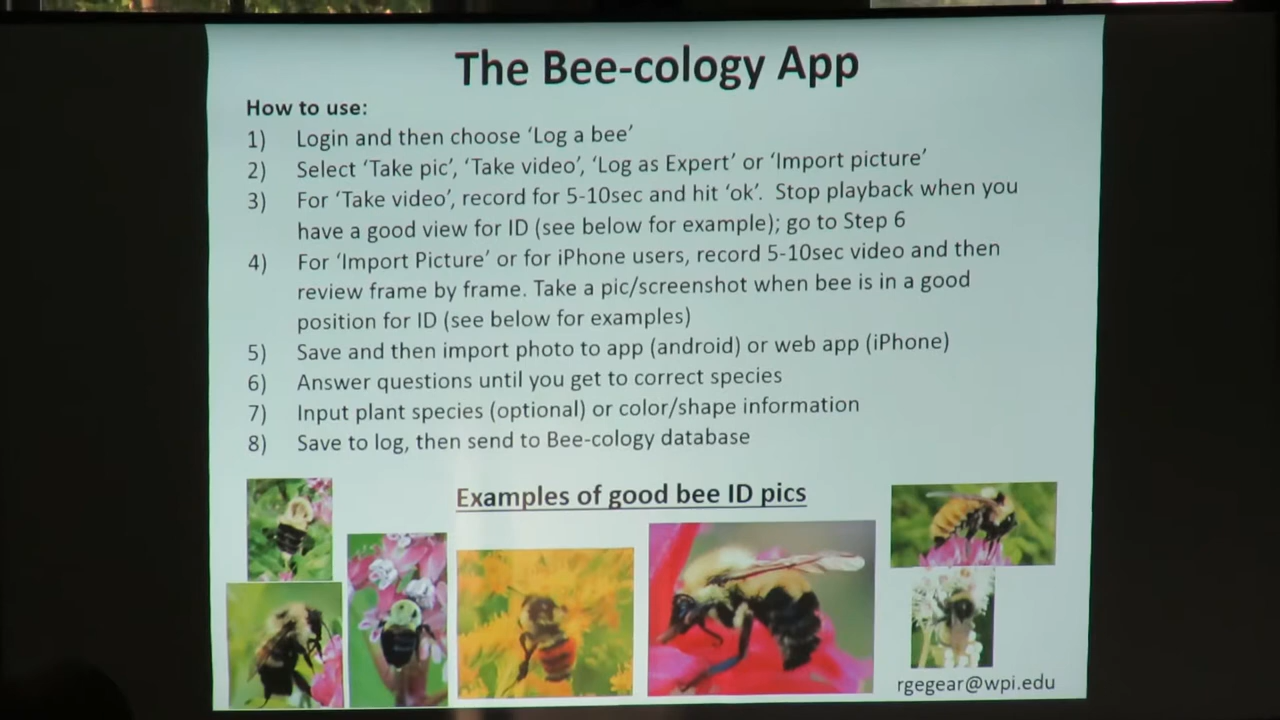 The Bee-cology App
How to use:
1) Login and then choose ‘Log a bee’
2) Select ‘Take pic’, ‘Take video’, ‘Log as Expert’ or ‘Import picture’
3) For ‘Take video’, record for 5-10sec and hit ‘ok’. Stop playback when you
have a good view for ID (see below for example); go to Step 6
4) For ‘Import Picture’ or for iPhone users, record 5-10sec video and then
review frame by frame. Take a pic/screenshot when bee is in a good
position for ID (see below for examples)
5) Save and then import photo to app (android) or web app (iPhone)
6) Answer questions until you get to correct species
7) Input plant species (optional) or color/shape information
8) Save to log, then send to Bee-cology database
Examples of good bee ID pics
rgegear@wpi.edu